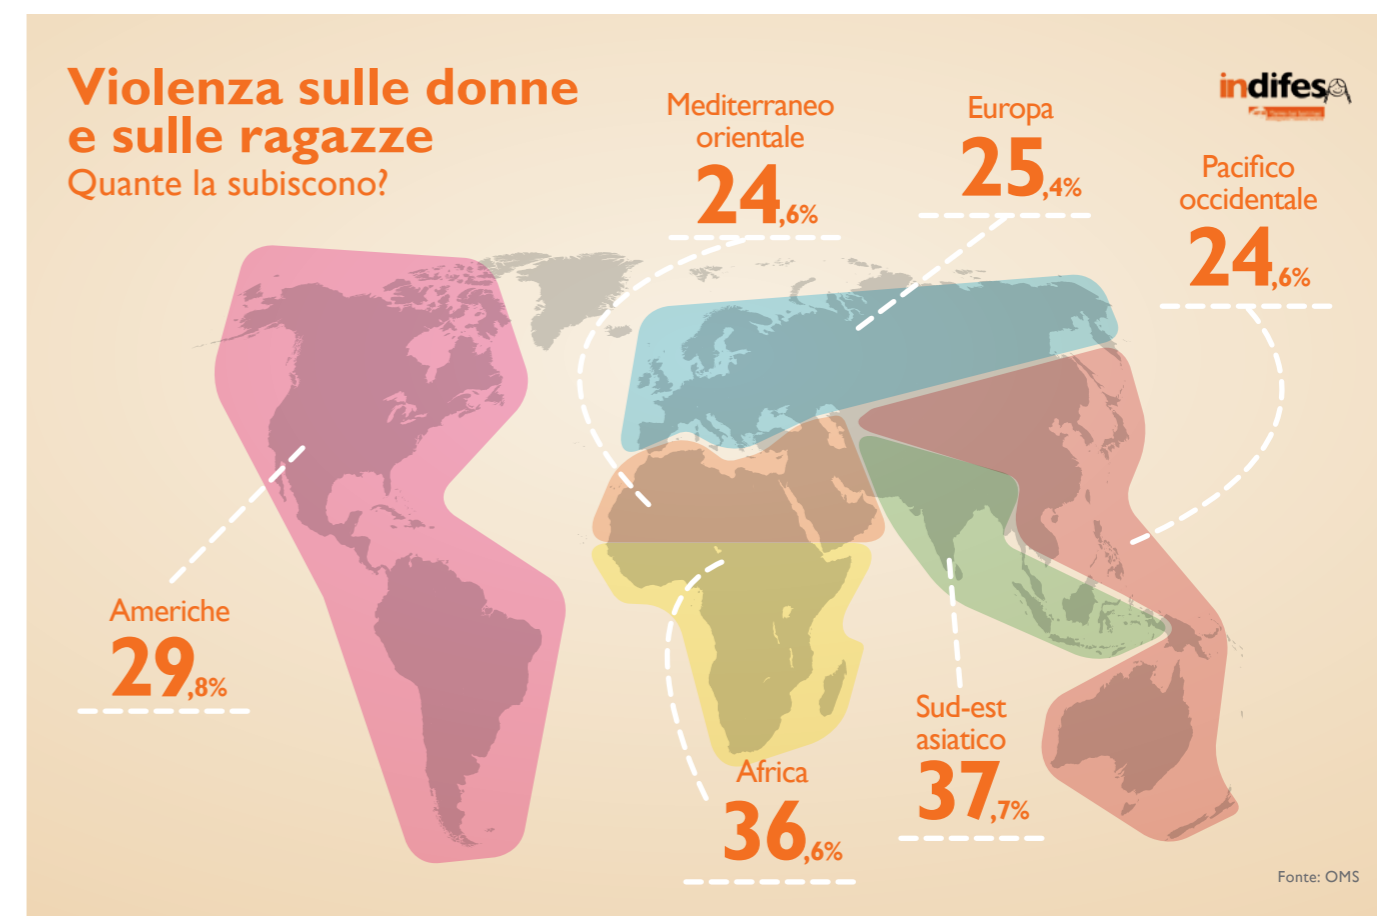 Violenza sulle donne
e sulle ragazze
Quante la subiscono?
indifesa
Mediterraneo
orientale
24,6%
Europa
25,4%
Pacifico
occidentale
24,6%
Americhe
29,8%
Africa
36,6%
Sud-est
asiatico
37,7%
Fonte: OMS